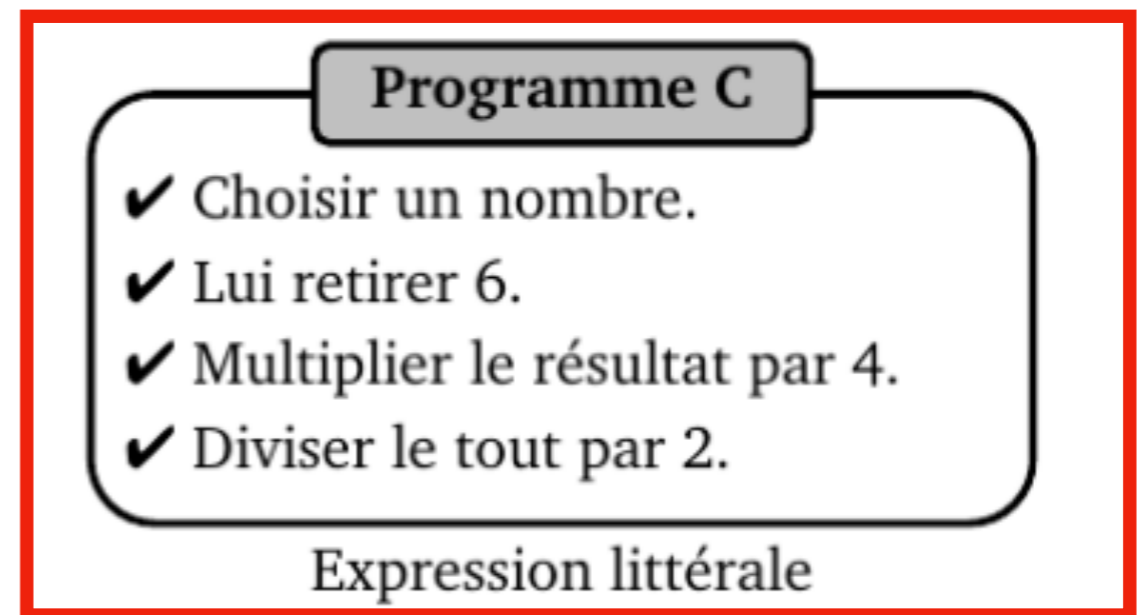 Programme C
✔ Choisir un nombre.
✔ Lui retirer 6.
✔ Multiplier le résultat par 4.
✔ Diviser le tout par 2.
Expression littérale